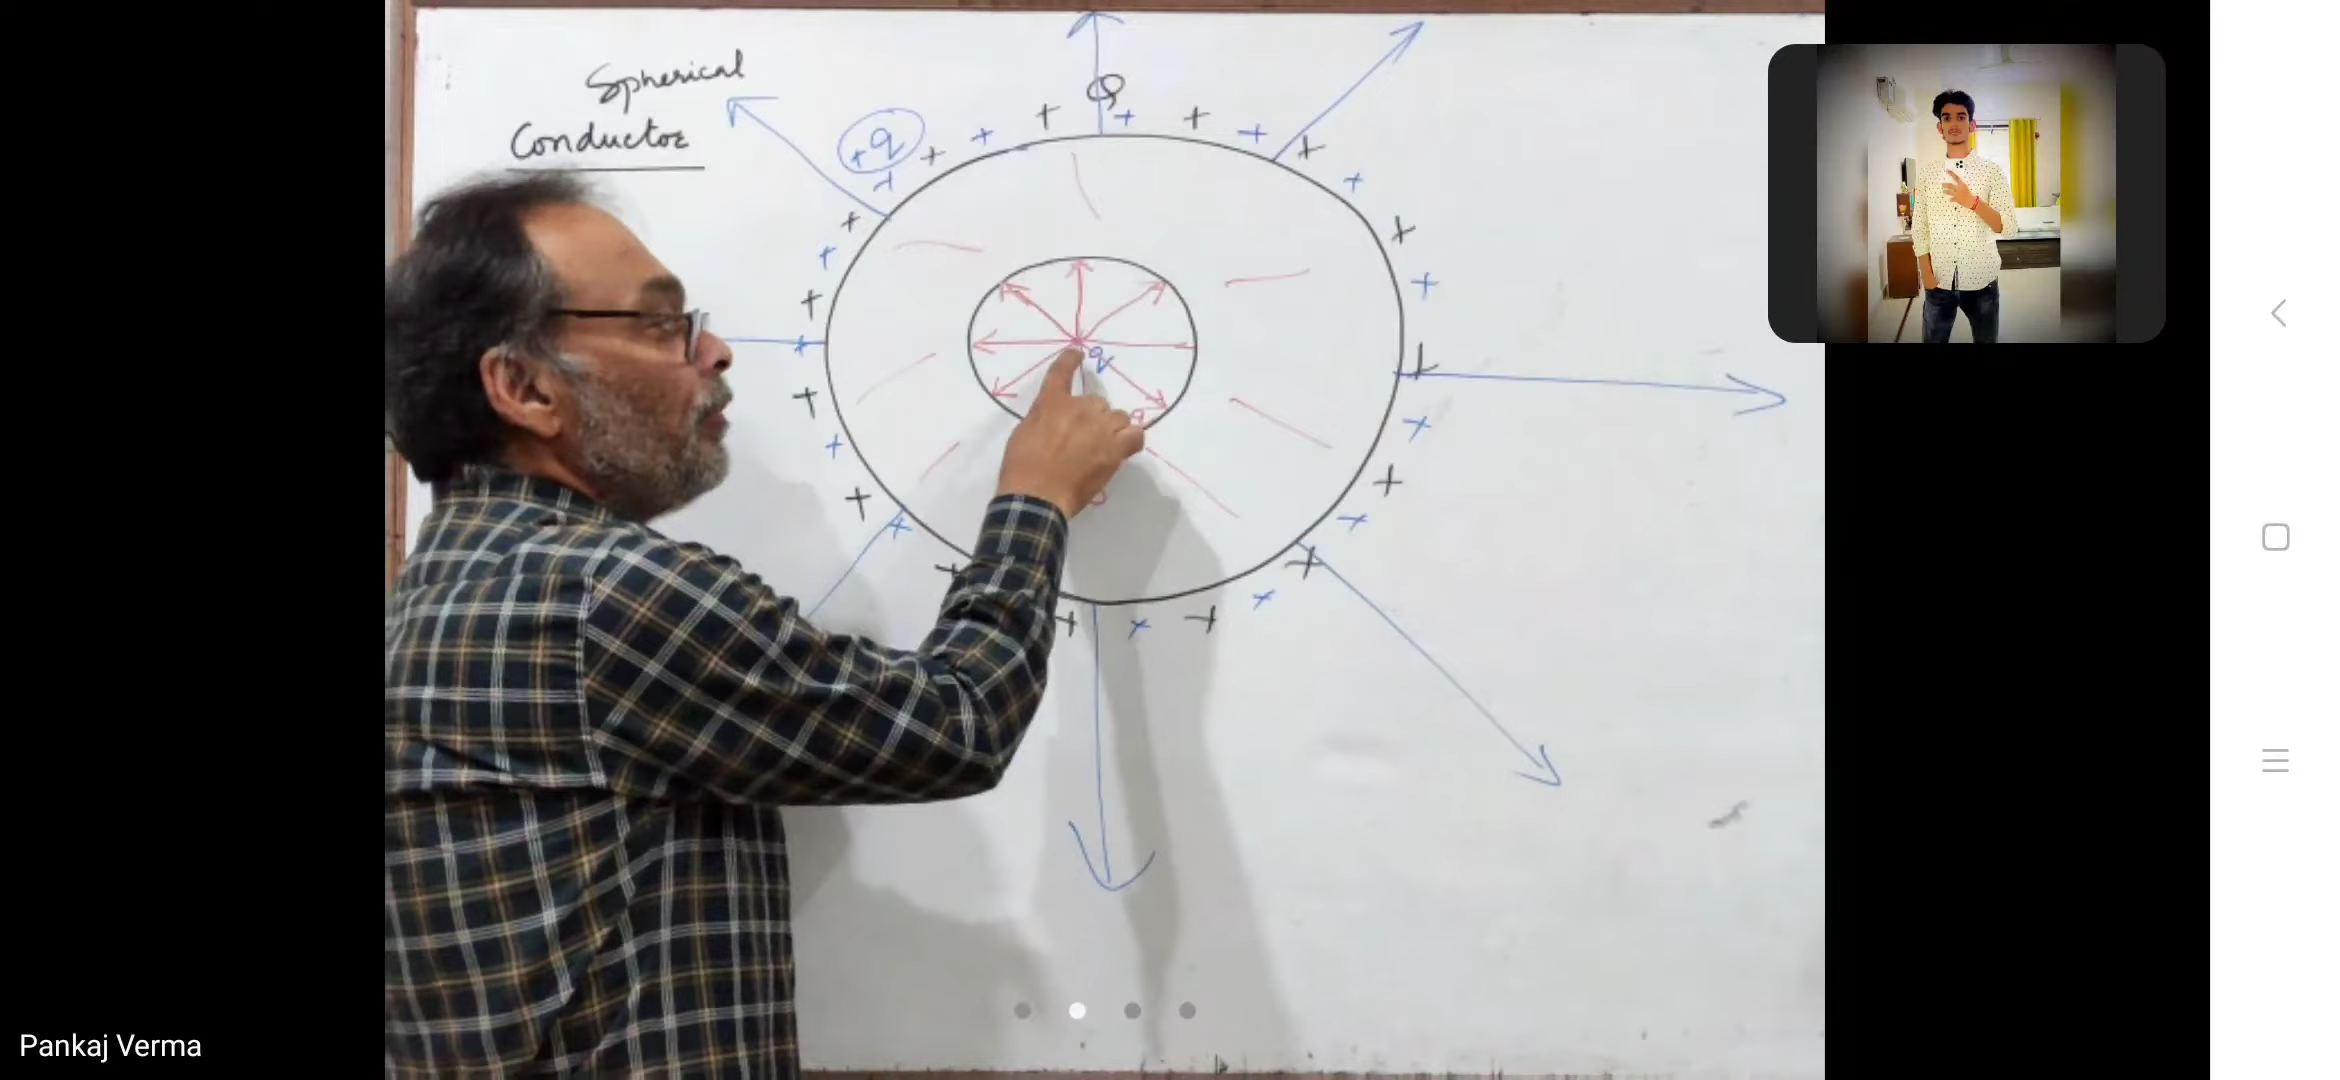 Spherical
Conductor
Q
+q
q
q
Pankaj Verma